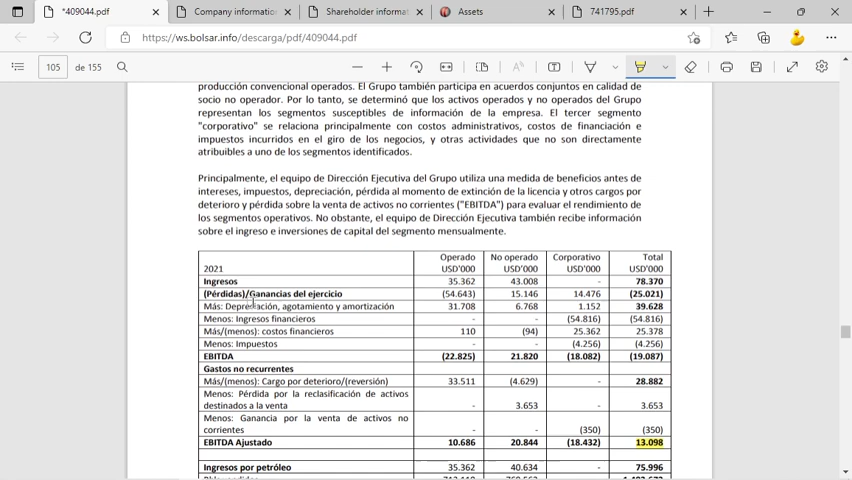 *409044.pdf
Company information
Shareholder informat
Assets
741795.pdf
https://ws.bolsar.info/descarga/pdf/409044.pdf
105 de 155
producción convencional operados. El Grupo también participa en acuerdos conjuntos en calidad de
socio no operador. Por lo tanto, se determinó que los activos operados y no operados del Grupo
representan los segmentos susceptibles de información de la empresa. El tercer segmento
"corporativo" se relaciona principalmente con costos administrativos, costos de financiación e
impuestos incurridos en el giro de los negocios, y otras actividades que no son directamente
atribuibles a uno de los segmentos identificados.
Principalmente, el equipo de Dirección Ejecutiva del Grupo utiliza una medida de beneficios antes de
intereses, impuestos, depreciación, pérdida al momento de extinción de la licencia y otros cargos por
deterioro y pérdida sobre la venta de activos no corrientes ("EBITDA") para evaluar el rendimiento de
los segmentos operativos. No obstante, el equipo de Dirección Ejecutiva también recibe información
sobre el ingreso e inversiones de capital del segmento mensualmente.
Operado No operado Corporativo Total
2021 USD'000 USD'000 USD'000 USD'000
Ingresos 35.362 43.008 - 78.370
(Pérdidas)/Ganancias del ejercicio (54.643) 15.146 14.476 (25.021)
Más: Depreciación, agotamiento y amortización 31.708 6.768 1.152 39.628
Menos: Ingresos financieros - - (54.816) (54.816)
Más/(menos): costos financieros 110 (94) 25.362 25.378
Menos: Impuestos - - (4.256) (4.256)
EBITDA (22.825) 21.820 (18.082) (19.087)
Gastos no recurrentes
Más/(menos): Cargo por deterioro/(reversión) 33.511 (4.629) - 28.882
Menos: Pérdida por la reclasificación de activos
destinados a la venta - 3.653 - 3.653
Menos: Ganancia por la venta de activos no
corrientes - - (350) (350)
EBITDA Ajustado 10.686 20.844 (18.432) 13.098
Ingresos por petróleo 35.362 40.634 - 75.996